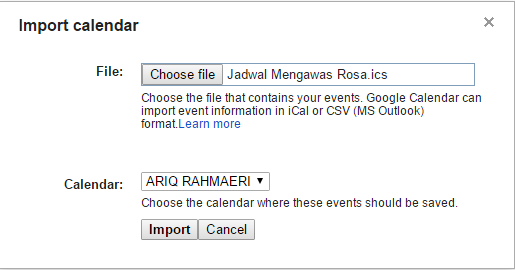 Import calendar
File: Choose file Jadwal Mengawas Rosa.ics
Choose the file that contains your events. Google Calendar can
import event information in iCal or CSV (MS Outlook)
format.Learn more
Calendar: ARIQ RAHMAERI
Choose the calendar where these events should be saved.
Import Cancel